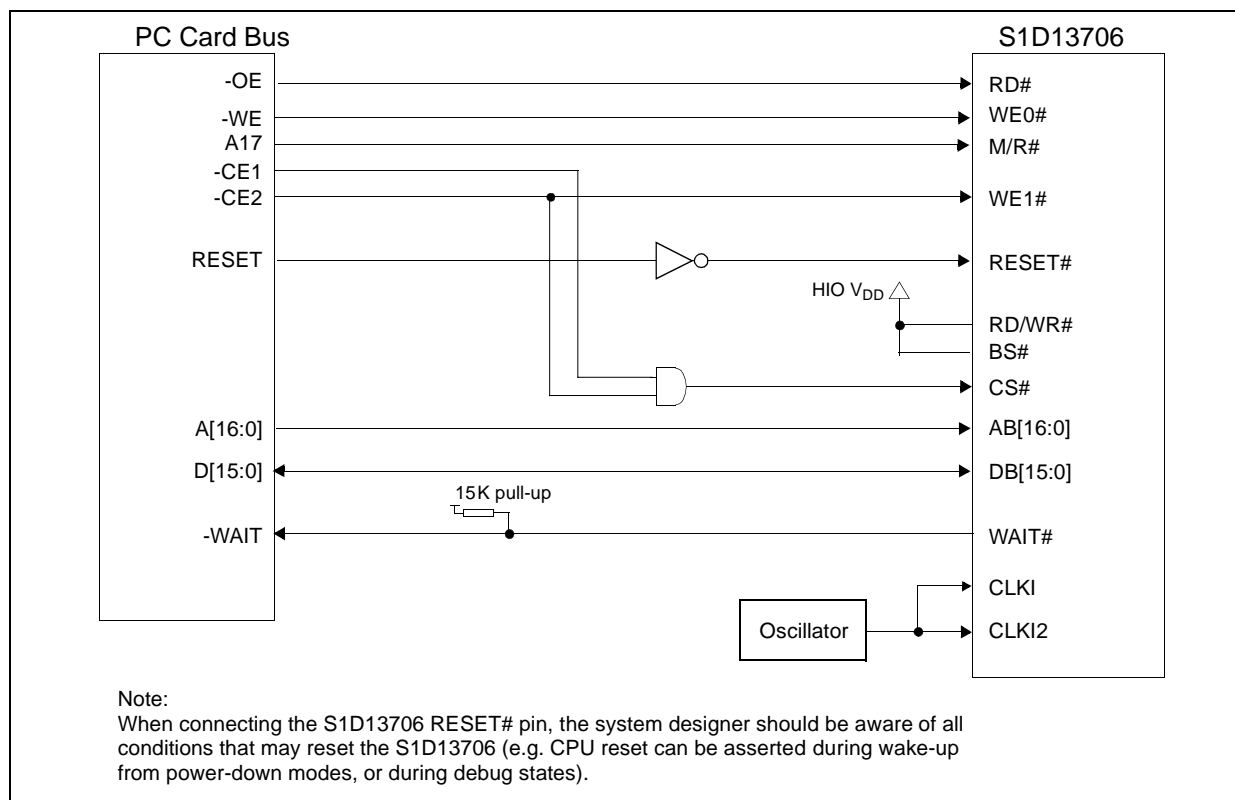 PC Card Bus
S1D13706
-OE
RD#
-WE
WE0#
A17
M/R#
-CE1
-CE2
WE1#
RESET
RESET#
HIO VDD
RD/WR#
BS#
CS#
A[16:0]
AB[16:0]
D[15:0]
DB[15:0]
15K pull-up
-WAIT
WAIT#
CLKI
Oscillator
CLKI2
Note:
When connecting the S1D13706 RESET# pin, the system designer should be aware of all
conditions that may reset the S1D13706 (e.g. CPU reset can be asserted during wake-up
from power-down modes, or during debug states).